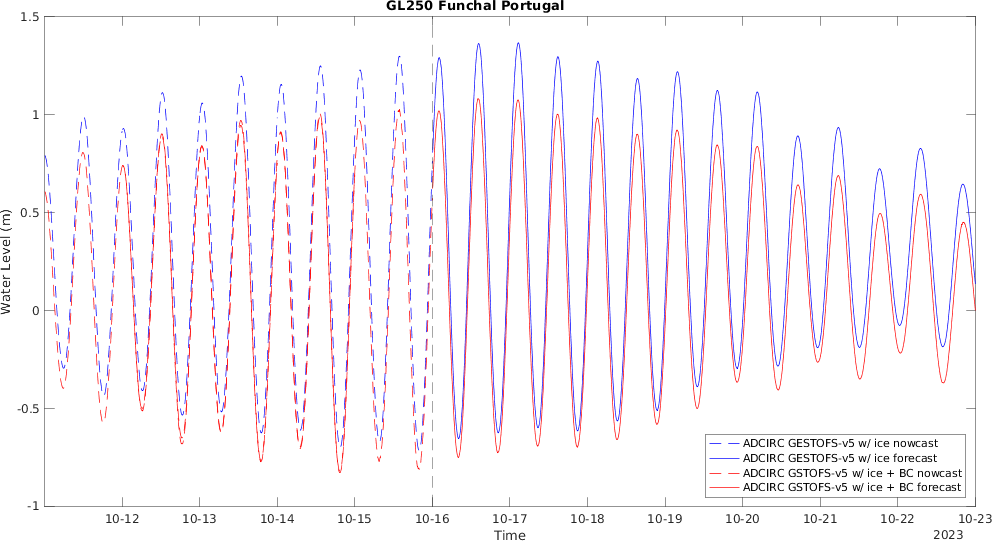 GL250 Funchal Portugal
1.5
1
0.5
0
-0.5
-1
Water Level (m)
10-12 10-13 10-14 10-15 10-16 10-17 10-18 10-19 10-20 10-21 10-22 10-23
Time
2023
ADCIRC GESTOFS-v5 w/ ice nowcast
ADCIRC GESTOFS-v5 w/ ice forecast
ADCIRC GSTOFS-v5 w/ ice + BC nowcast
ADCIRC GSTOFS-v5 w/ ice + BC forecast